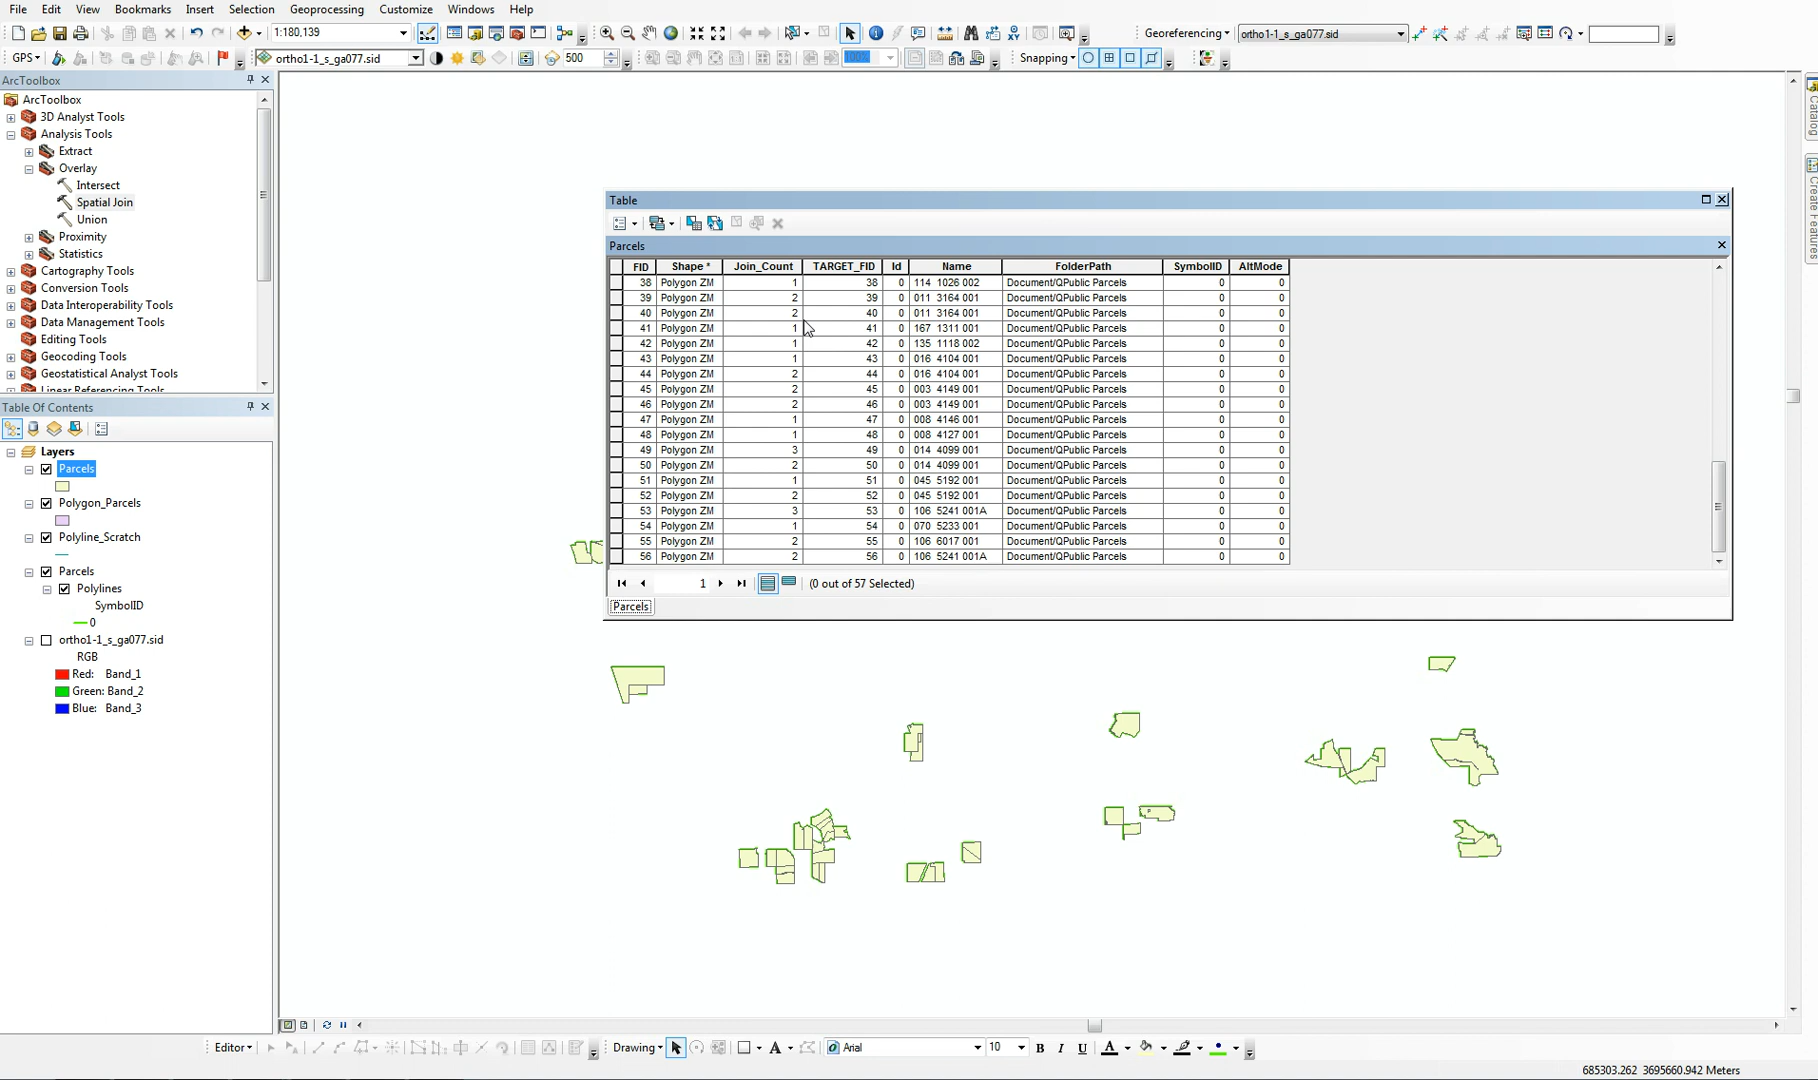 File Edit View Bookmarks Insert Selection Geoprocessing Customize Windows Help
1:180,139 Georeferencing ortho1-1_s_ga077.sid
GPS ortho1-1_s_ga077.sid 500 100% Snapping
ArcToolbox
ArcToolbox
3D Analyst Tools
Analysis Tools
Extract
Overlay
Intersect
Spatial Join
Union
Proximity
Statistics
Cartography Tools
Conversion Tools
Data Interoperability Tools
Data Management Tools
Editing Tools
Geocoding Tools
Geostatistical Analyst Tools
Linear Referencing Tools
Table Of Contents
Layers
Parcels
Polygon_Parcels
Polyline_Scratch
Parcels
Polylines
SymbolID
0
ortho1-1_s_ga077.sid
RGB
Red: Band_1
Green: Band_2
Blue: Band_3
Table
Parcels
FID Shape * Join_Count TARGET_FID Id Name FolderPath SymbolID AltMode
38 Polygon ZM 1 38 0 114 1026 002 Document/QPublic Parcels 0 0
39 Polygon ZM 2 39 0 011 3164 001 Document/QPublic Parcels 0 0
40 Polygon ZM 2 40 0 011 3164 001 Document/QPublic Parcels 0 0
41 Polygon ZM 1 41 0 167 1311 001 Document/QPublic Parcels 0 0
42 Polygon ZM 1 42 0 135 1118 002 Document/QPublic Parcels 0 0
43 Polygon ZM 1 43 0 016 4104 001 Document/QPublic Parcels 0 0
44 Polygon ZM 2 44 0 016 4104 001 Document/QPublic Parcels 0 0
45 Polygon ZM 2 45 0 003 4149 001 Document/QPublic Parcels 0 0
46 Polygon ZM 2 46 0 003 4149 001 Document/QPublic Parcels 0 0
47 Polygon ZM 1 47 0 008 4146 001 Document/QPublic Parcels 0 0
48 Polygon ZM 1 48 0 008 4127 001 Document/QPublic Parcels 0 0
49 Polygon ZM 3 49 0 014 4099 001 Document/QPublic Parcels 0 0
50 Polygon ZM 2 50 0 014 4099 001 Document/QPublic Parcels 0 0
51 Polygon ZM 1 51 0 045 5192 001 Document/QPublic Parcels 0 0
52 Polygon ZM 2 52 0 045 5192 001 Document/QPublic Parcels 0 0
53 Polygon ZM 3 53 0 106 5241 001A Document/QPublic Parcels 0 0
54 Polygon ZM 1 54 0 070 5233 001 Document/QPublic Parcels 0 0
55 Polygon ZM 2 55 0 106 6017 001 Document/QPublic Parcels 0 0
56 Polygon ZM 2 56 0 106 5241 001A Document/QPublic Parcels 0 0
1 (0 out of 57 Selected)
Parcels
Catalog
Create Features
Editor Drawing A Arial 10 B I U A
685303.262 3695660.942 Meters